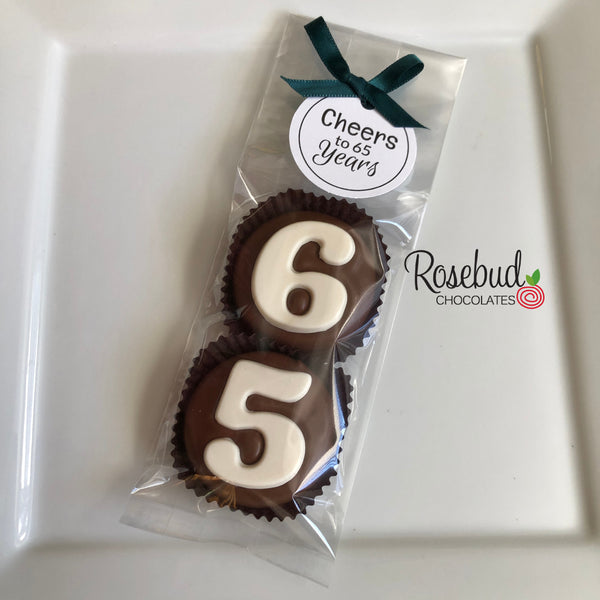 Cheers
to 65
Years
6
5
Rosebud
CHOCOLATES